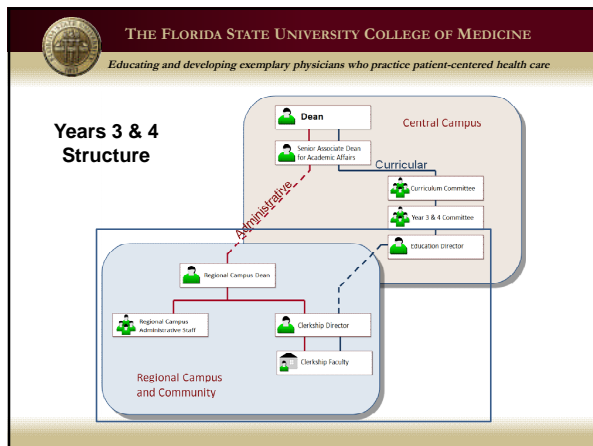 THE FLORIDA STATE UNIVERSITY COLLEGE OF MEDICINE
Educating and developing exemplary physicians who practice patient-centered health care
Years 3 & 4
Structure
Dean
Central Campus
Senior Associate Dean
for Academic Affairs
Curricular
Administrative
Curriculum Committee
Year 3 & 4 Committee
Education Director
Regional Campus Dean
Regional Campus
Administrative Staff
Clerkship Director
Clerkship Faculty
Regional Campus
and Community